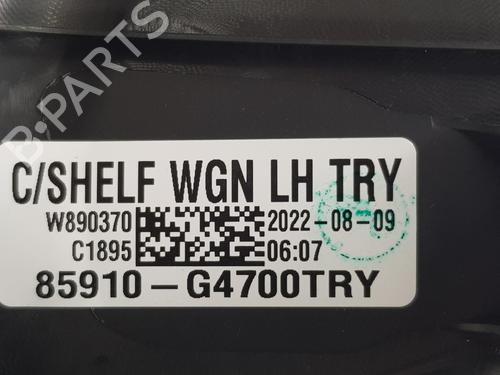 B-PARTS
C/SHELF WGN LH TRY
W890370 2022-08-09
C1895 06:07
85910-G4700TRY